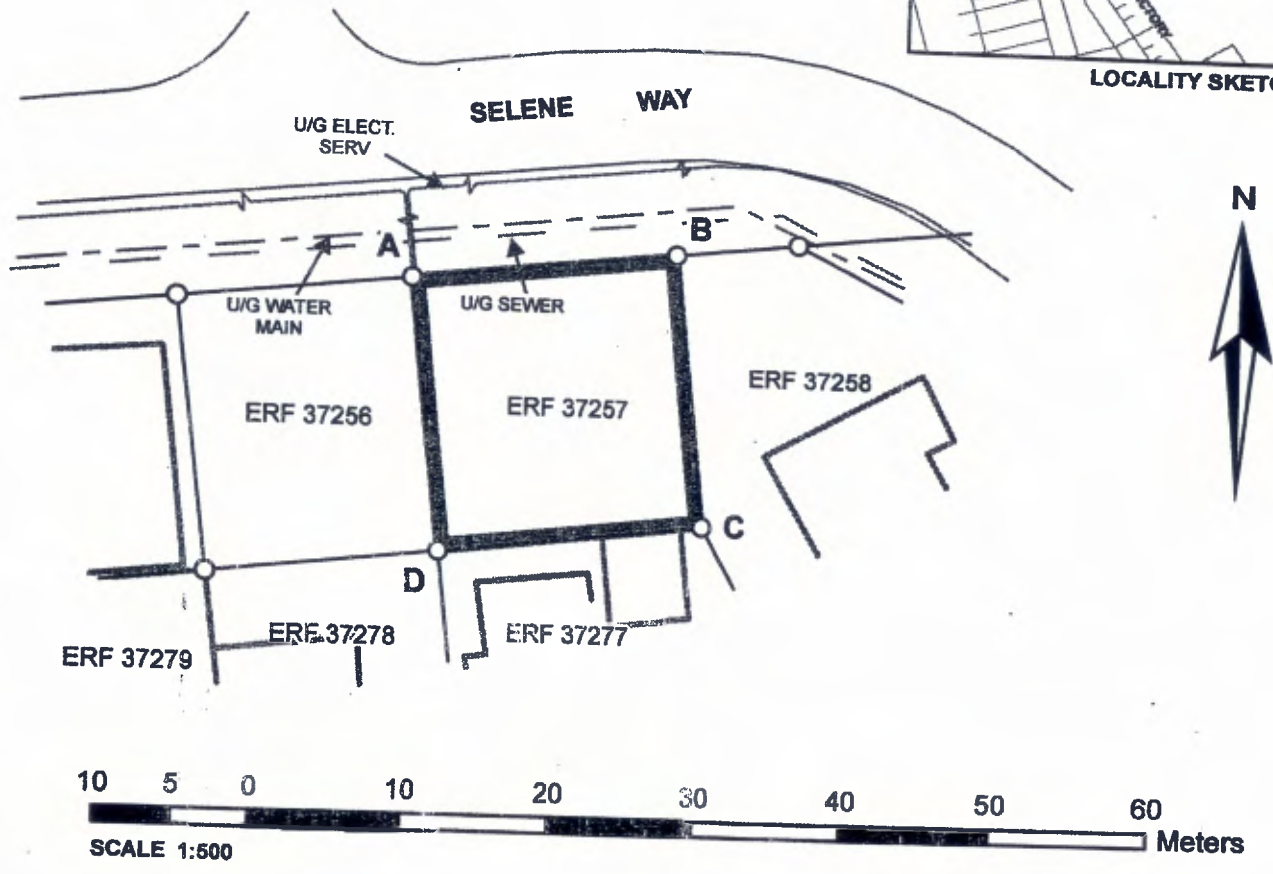 LOCALITY
SELENE WAY
U/G ELECT.
SERV
N
A
B
U/G WATER
MAIN
U/G SEWER
ERF 37256
ERF 37257
ERF 37258
C
D
ERF 37279
ERF 37278
ERF 37277
10 5 0 10 20 30 40 50 60
Meters
SCALE 1:500